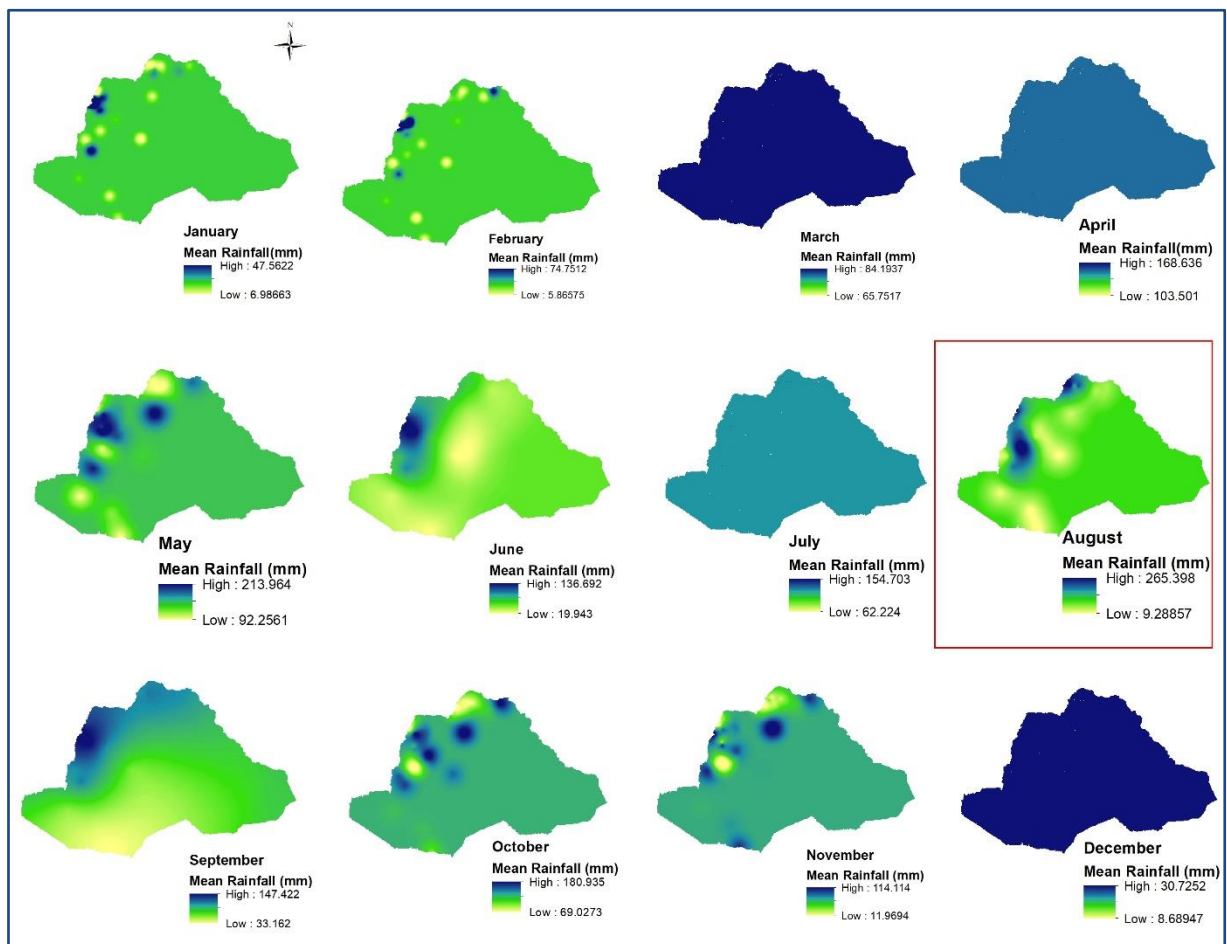 N
January
Mean Rainfall(mm)
High : 47.5622
Low : 6.98663
February
Mean Rainfall (mm)
High : 74.7512
Low : 5.86575
March
Mean Rainfall (mm)
High : 84.1937
Low : 65.7517
April
Mean Rainfall(mm)
High : 168.636
Low : 103.501
May
Mean Rainfall (mm)
High : 213.964
Low : 92.2561
June
Mean Rainfall (mm)
High : 136.692
Low : 19.943
July
Mean Rainfall (mm)
High : 154.703
Low : 62.224
August
Mean Rainfall (mm)
High : 265.398
Low : 9.28857
September
Mean Rainfall (mm)
High : 147.422
Low : 33.162
October
Mean Rainfall (mm)
High : 180.935
Low : 69.0273
November
Mean Rainfall (mm)
High : 114.114
Low : 11.9694
December
Mean Rainfall (mm)
High : 30.7252
Low : 8.68947